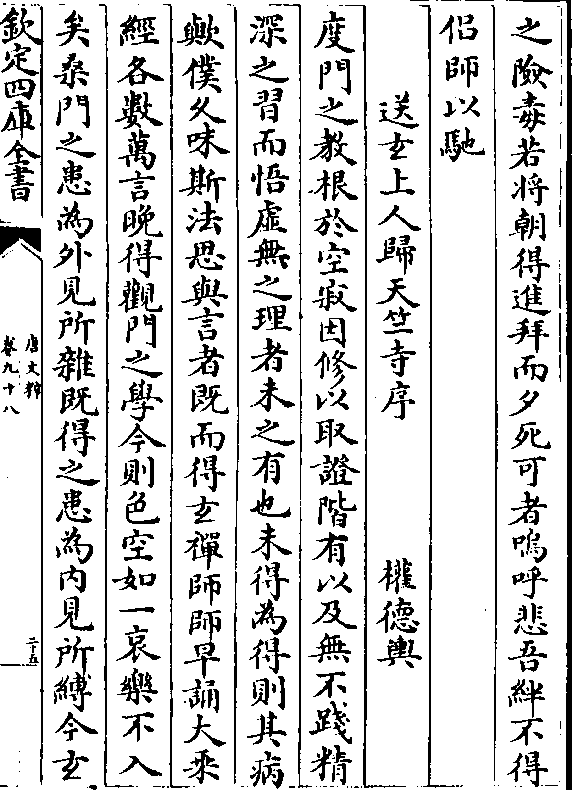 之險毒若將朝得進拜而夕死可者嗚呼悲吾絆不得
侶師以馳
送玄上人歸天竺寺序 權德輿
度門之教根於空寂因修以取證階有以及無不踐精
深之習而悟虛無之理者未之有也未得為得則其病
歟僕久味斯法思與言者既而得玄禪師師早誦大乘
經各數萬言晚得觀門之學今則色空如一哀樂不入
矣桑門之患為外見所雜既得之患為內見所縛今玄
欽定四庫全書
唐文粹
卷九十八
二十五